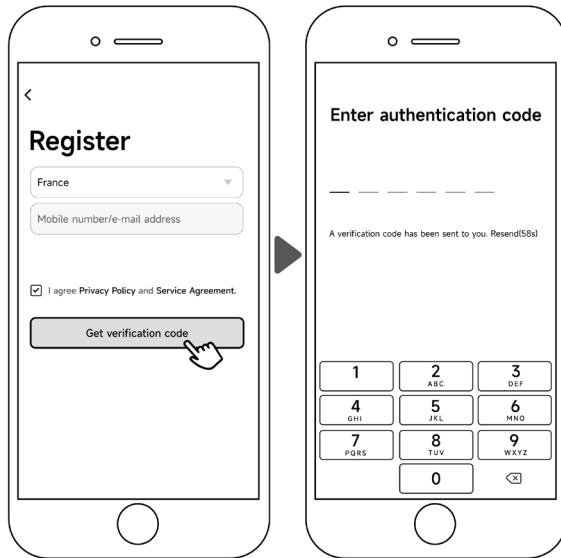 Register
France
Mobile number/e-mail address
I agree Privacy Policy and Service Agreement.
Get verification code
Enter authentication code
A verification code has been sent to you. Resend(58s)
1 2 3
ABC DEF
4 5 6
GHI JKL MNO
7 8 9
PQRS TUV WXYZ
0